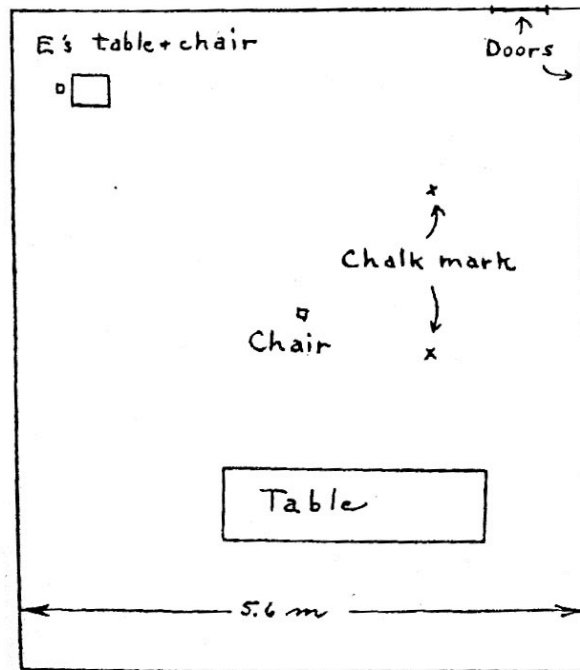 E's table + chair
Doors
x
Chalk mark
x
Chair
Table
5.6 m